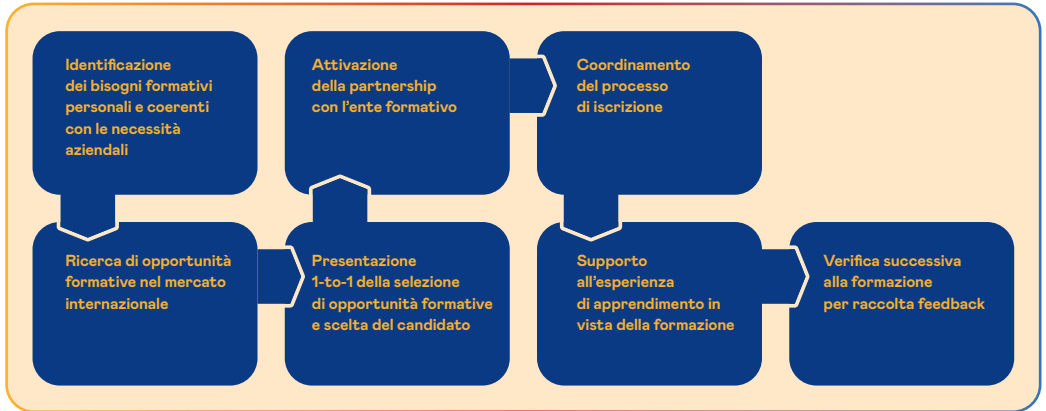 Identificazione
dei bisogni formativi
personali e coerenti
con le necessità
aziendali
Ricerca di opportunità
formative nel mercato
internazionale
Presentazione
1-to-1 della selezione
di opportunità formative
e scelta del candidato
Attivazione
della partnership
con l'ente formativo
Coordinamento
del processo
di iscrizione
Supporto
all'esperienza
di apprendimento in
vista della formazione
Verifica successiva
alla formazione
per raccolta feedback